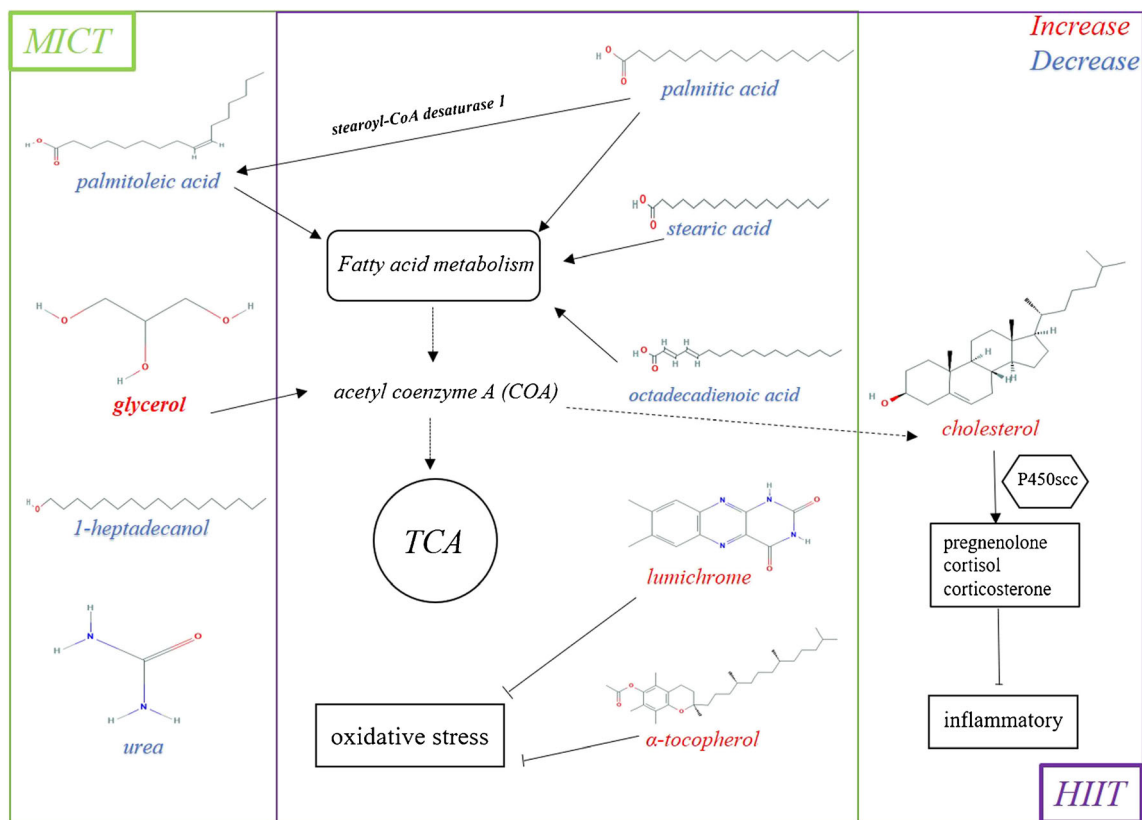 MICT
Increase
Decrease
palmitic acid
stearoyl-CoA desaturase 1
palmitoleic acid
stearic acid
Fatty acid metabolism
octadecadienoic acid
glycerol
acetyl coenzyme A (COA)
cholesterol
P450scc
1-heptadecanol
TCA
lumichrome
pregnenolone
cortisol
corticosterone
urea
oxidative stress
α-tocopherol
inflammatory
HIIT
H
O
O
H
O
O
H
H
H
O
O
H
O
O
H
O
O
H
H
O
H
O
H
O
H
H
H
H
H
O
H
O
N
N
H
N
N
H
O
O
H
N
H
O
N
H
H
O
O
O